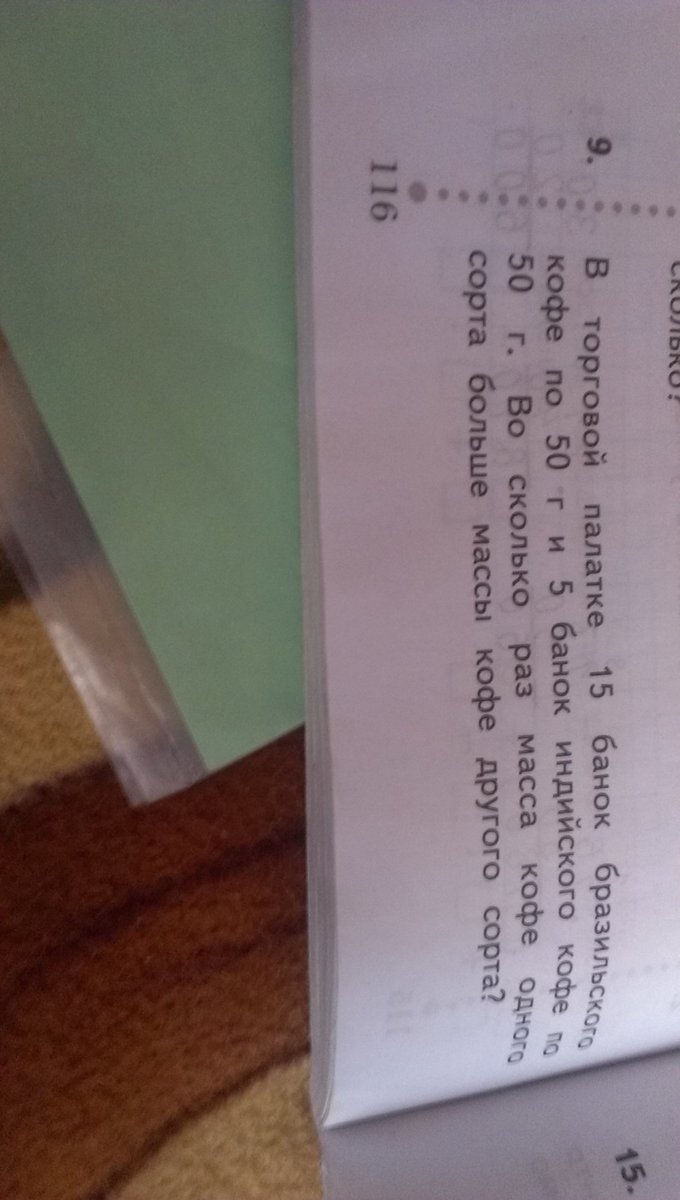 сколько?
9. В торговой палатке 15 банок бразильского
кофе по 50 г и 5 банок индийского кофе по
50 г. Во сколько раз масса кофе одного
сорта больше массы кофе другого сорта?
116
15.